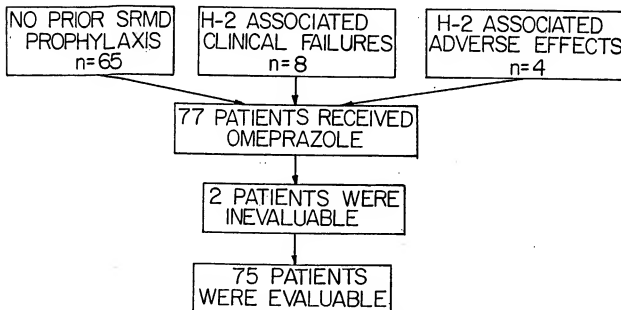 NO PRIOR SRMD
PROPHYLAXIS
n=65
H-2 ASSOCIATED
CLINICAL FAILURES
n=8
H-2 ASSOCIATED
ADVERSE EFFECTS
n=4
77 PATIENTS RECEIVED
OMEPRAZOLE
2 PATIENTS WERE
INEVALUABLE
75 PATIENTS
WERE EVALUABLE